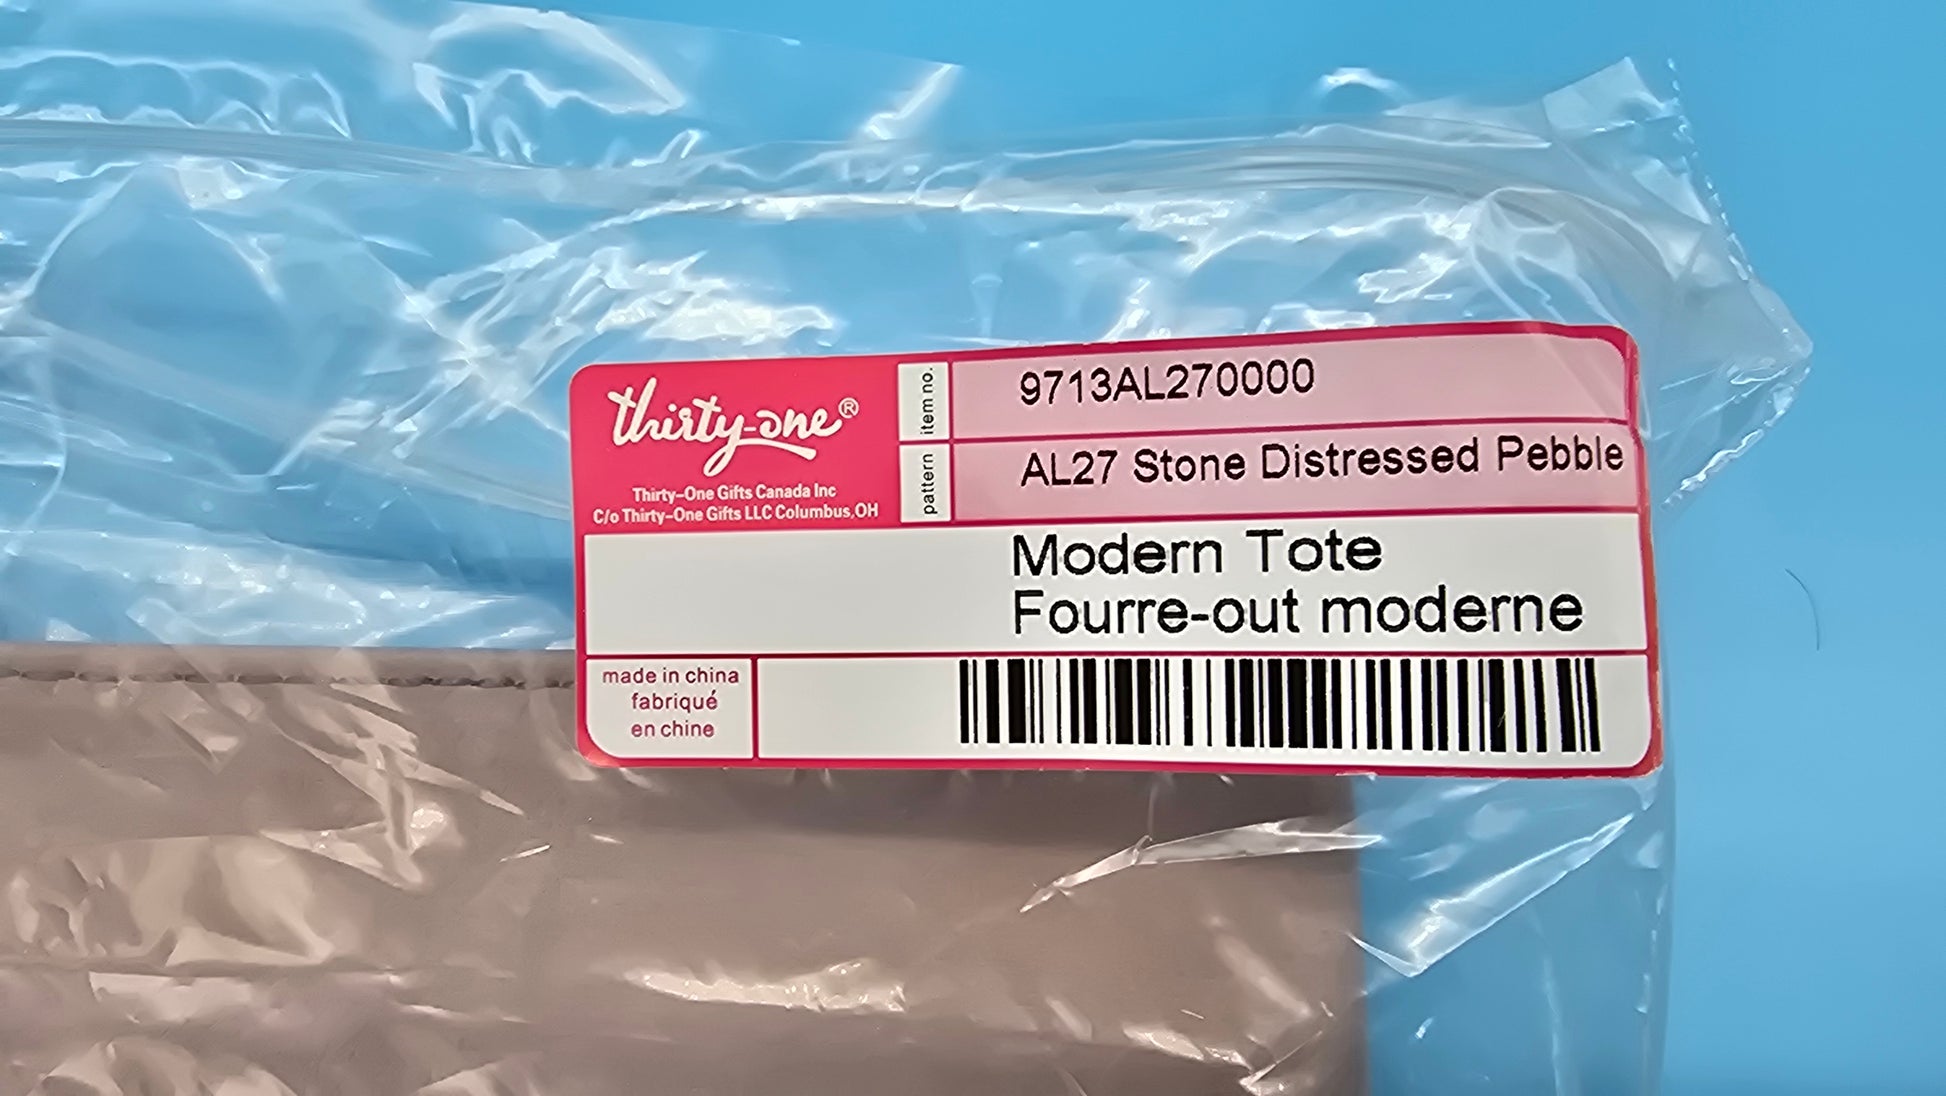 thirty-one®
Thirty-One Gifts Canada Inc
C/o Thirty-One Gifts LLC Columbus,OH
item no.
9713AL270000
pattern
AL27 Stone Distressed Pebble
Modern Tote
Fourre-out moderne
made in china
fabriqué
en chine